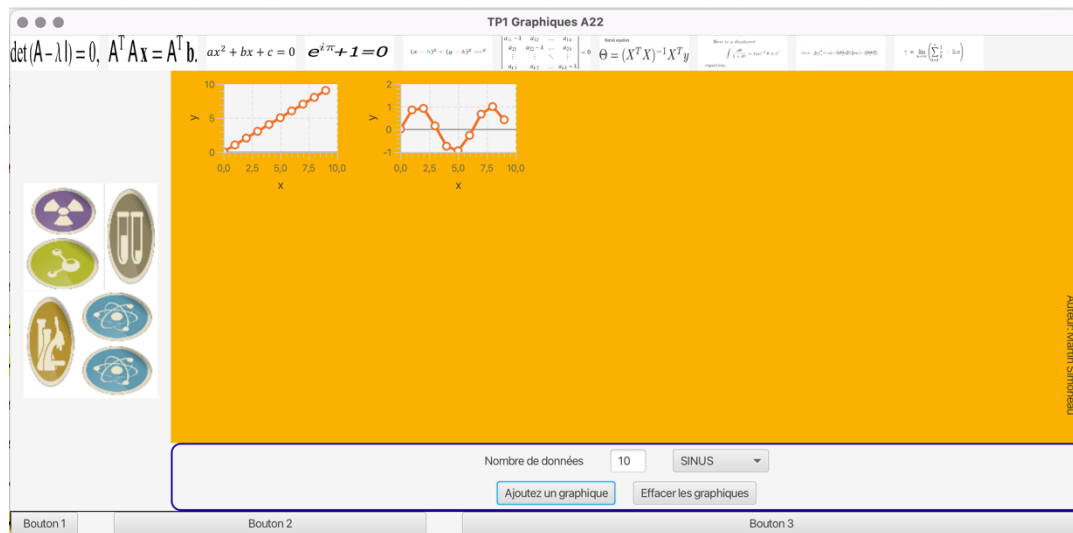 TP1 Graphiques A22
det(A − λI) = 0, AᵀAx = Aᵀb. ax² + bx + c = 0 e^{iπ}+1=0 Θ = (XᵀX)⁻¹Xᵀy
10
5
0
y
0,0 2,5 5,0 7,5 10,0
x
2
1
0
-1
y
0,0 2,5 5,0 7,5 10,0
x
Auteur: Martin Simoneau
Nombre de données 10 SINUS
Ajoutez un graphique Effacer les graphiques
Bouton 1 Bouton 2 Bouton 3